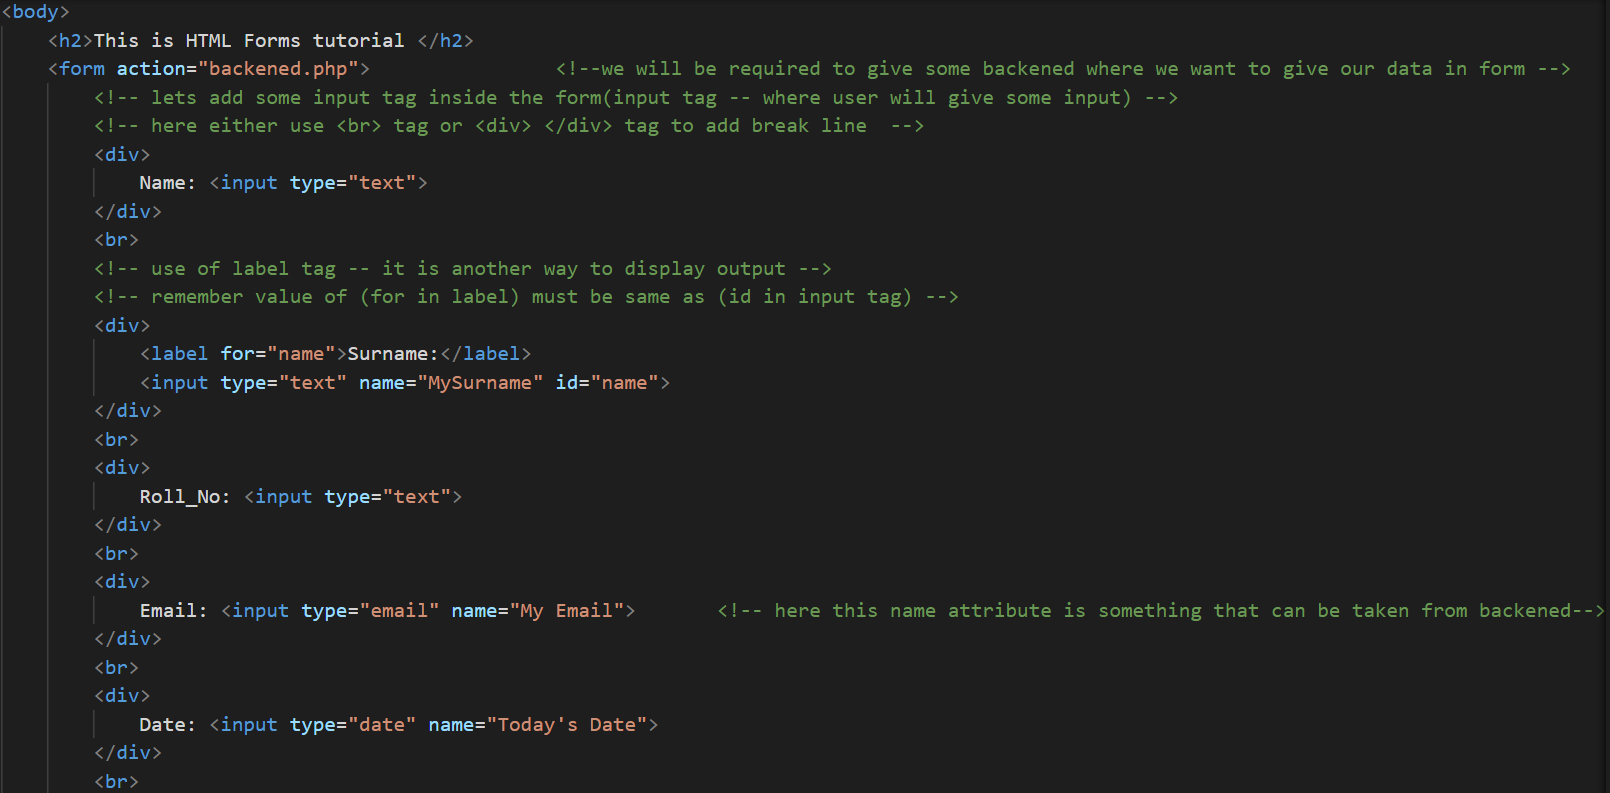 <body>
<h2>This is HTML Forms tutorial </h2>
<form action="backened.php"> <!--we will be required to give some backened where we want to give our data in form -->
<!-- lets add some input tag inside the form(input tag -- where user will give some input) -->
<!-- here either use <br> tag or <div> </div> tag to add break line  -->
<div>
Name: <input type="text">
</div>
<br>
<!-- use of label tag -- it is another way to display output -->
<!-- remember value of (for in label) must be same as (id in input tag) -->
<div>
<label for="name">Surname:</label>
<input type="text" name="MySurname" id="name">
</div>
<br>
<div>
Roll_No: <input type="text">
</div>
<br>
<div>
Email: <input type="email" name="My Email"> <!-- here this name attribute is something that can be taken from backened-->
</div>
<br>
<div>
Date: <input type="date" name="Today's Date">
</div>
<br>